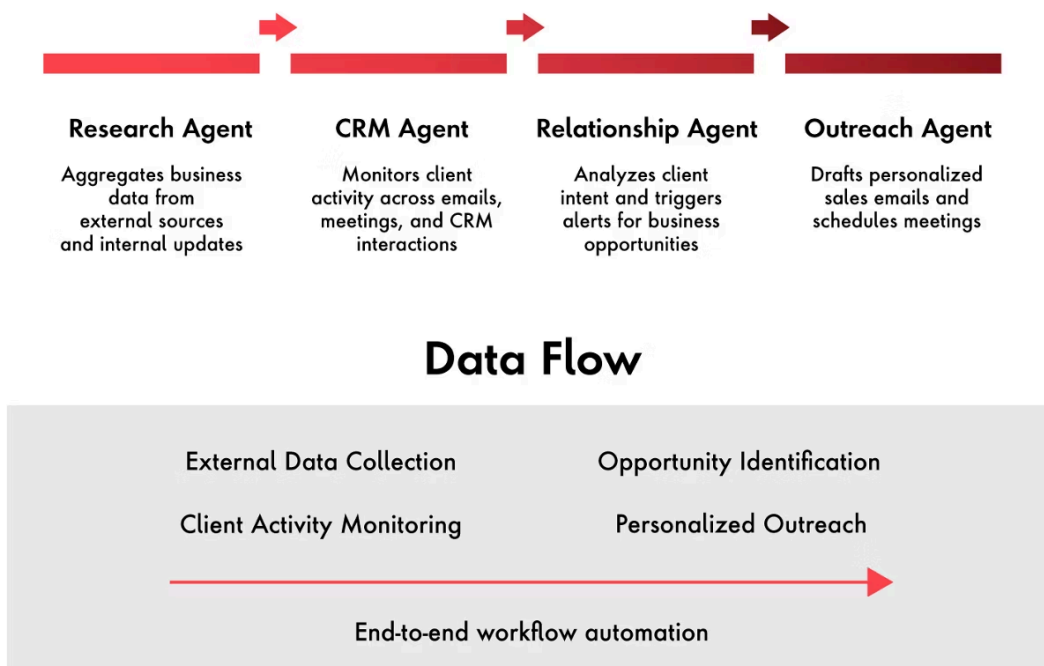 Research Agent
Aggregates business
data from
external sources
and internal updates
CRM Agent
Monitors client
activity across emails,
meetings, and CRM
interactions
Relationship Agent
Analyzes client
intent and triggers
alerts for business
opportunities
Outreach Agent
Drafts personalized
sales emails and
schedules meetings
Data Flow
External Data Collection
Client Activity Monitoring
Opportunity Identification
Personalized Outreach
End-to-end workflow automation